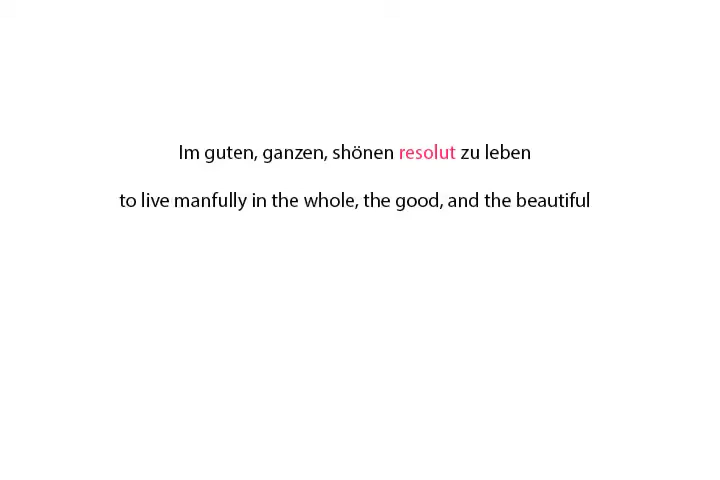 Im guten, ganzen, shönen resolut zu leben
to live manfully in the whole, the good, and the beautiful